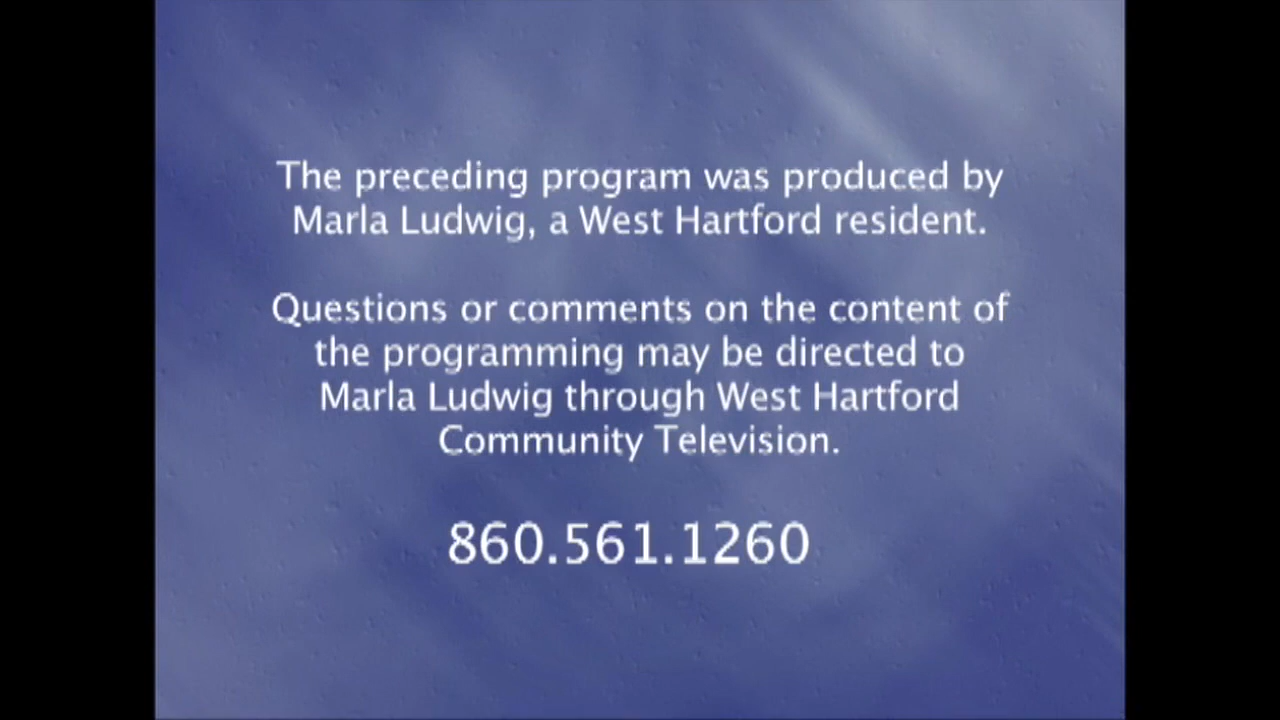 The preceding program was produced by
Marla Ludwig, a West Hartford resident.
Questions or comments on the content of
the programming may be directed to
Marla Ludwig through West Hartford
Community Television.
860.561.1260